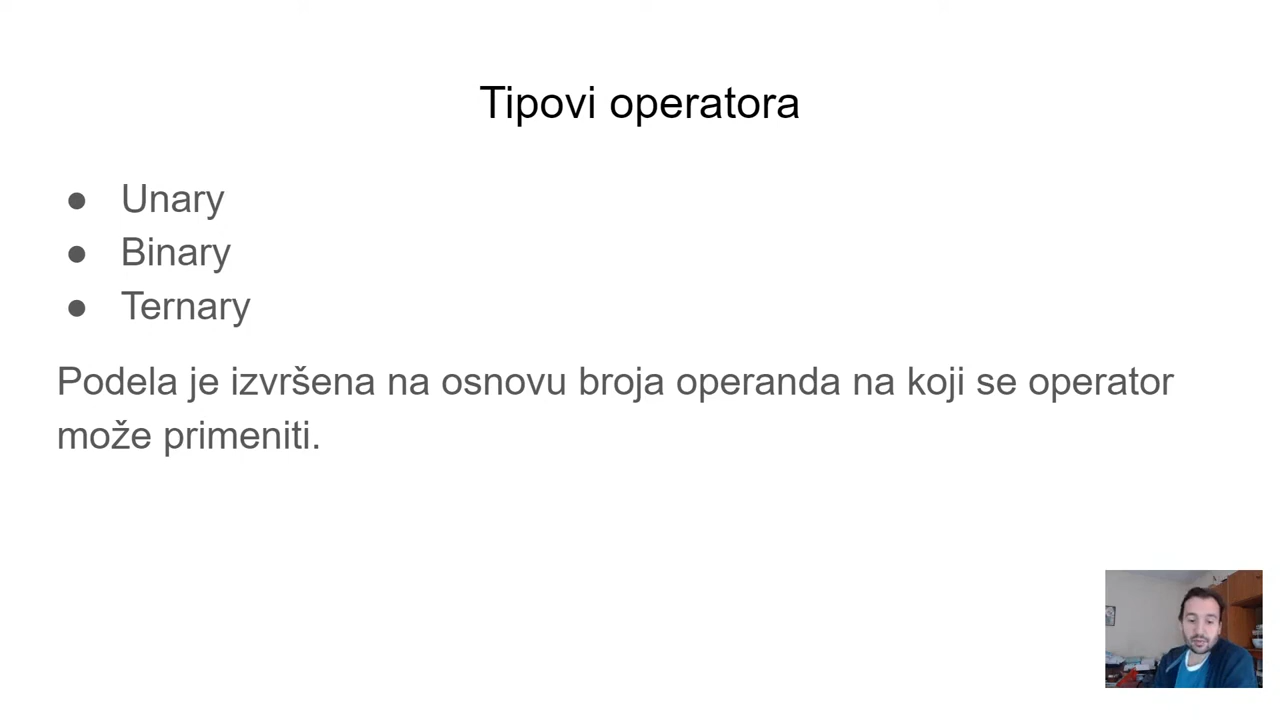 Tipovi operatora
● Unary
● Binary
● Ternary
Podela je izvršena na osnovu broja operanda na koji se operator
može primeniti.